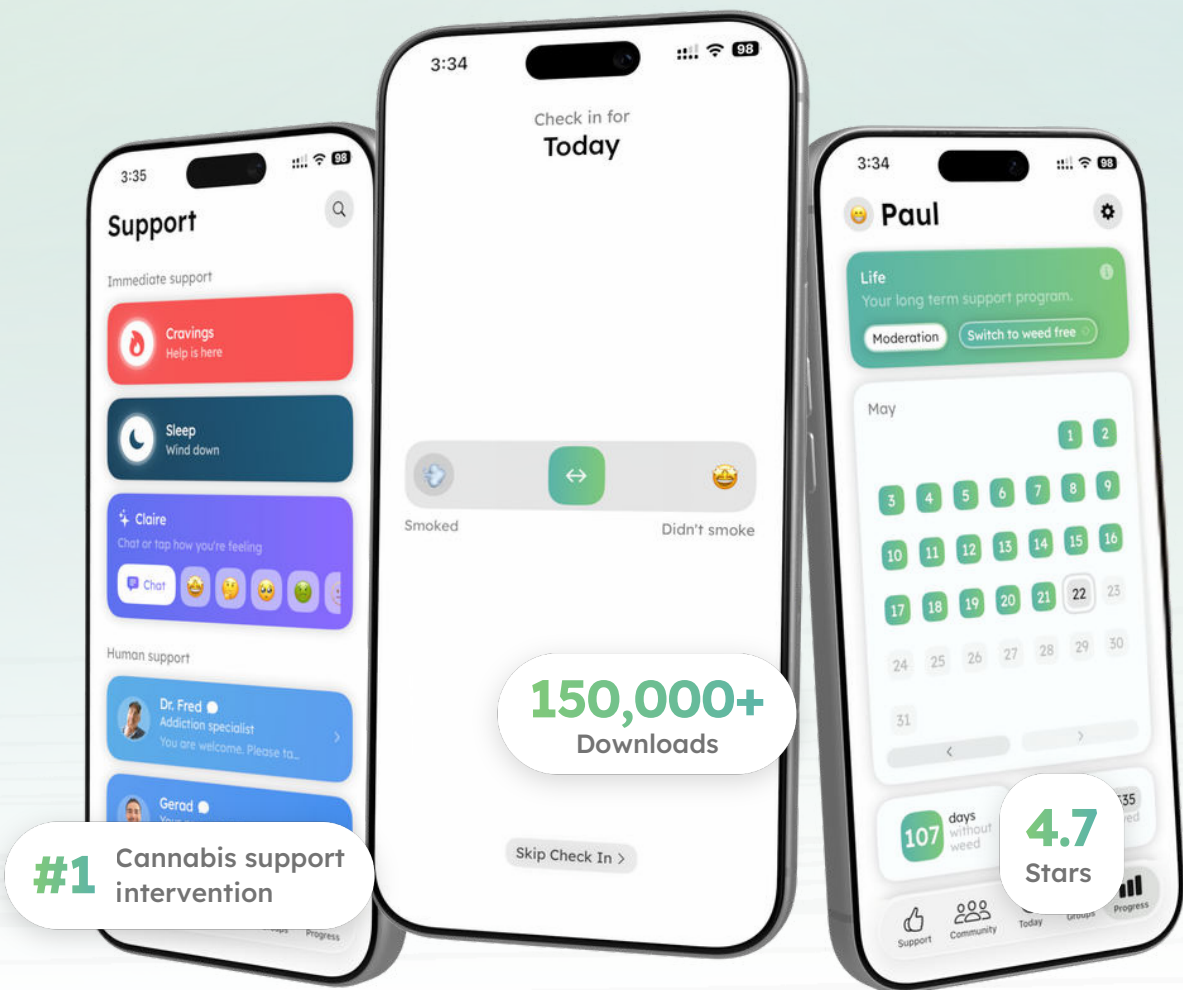 3:35
98
Support
Immediate support
Cravings
Help is here
Sleep
Wind down
Claire
Chat or tap how you're feeling
Chat
Human support
Dr. Fred
Addiction specialist
You are welcome. Please ta...
Gerad
#1 Cannabis support
intervention
Progress
3:34
98
Check in for
Today
Smoked
Didn't smoke
150,000+
Downloads
Skip Check In >
3:34
98
Paul
Life
Your long term support program.
Moderation
Switch to weed free
May
1 2
3 4 5 6 7 8 9
10 11 12 13 14 15 16
17 18 19 20 21 22 23
24 25 26 27 28 29 30
31
107
days
without
weed
4.7
Stars
Support
Community
Today
Groups
Progress